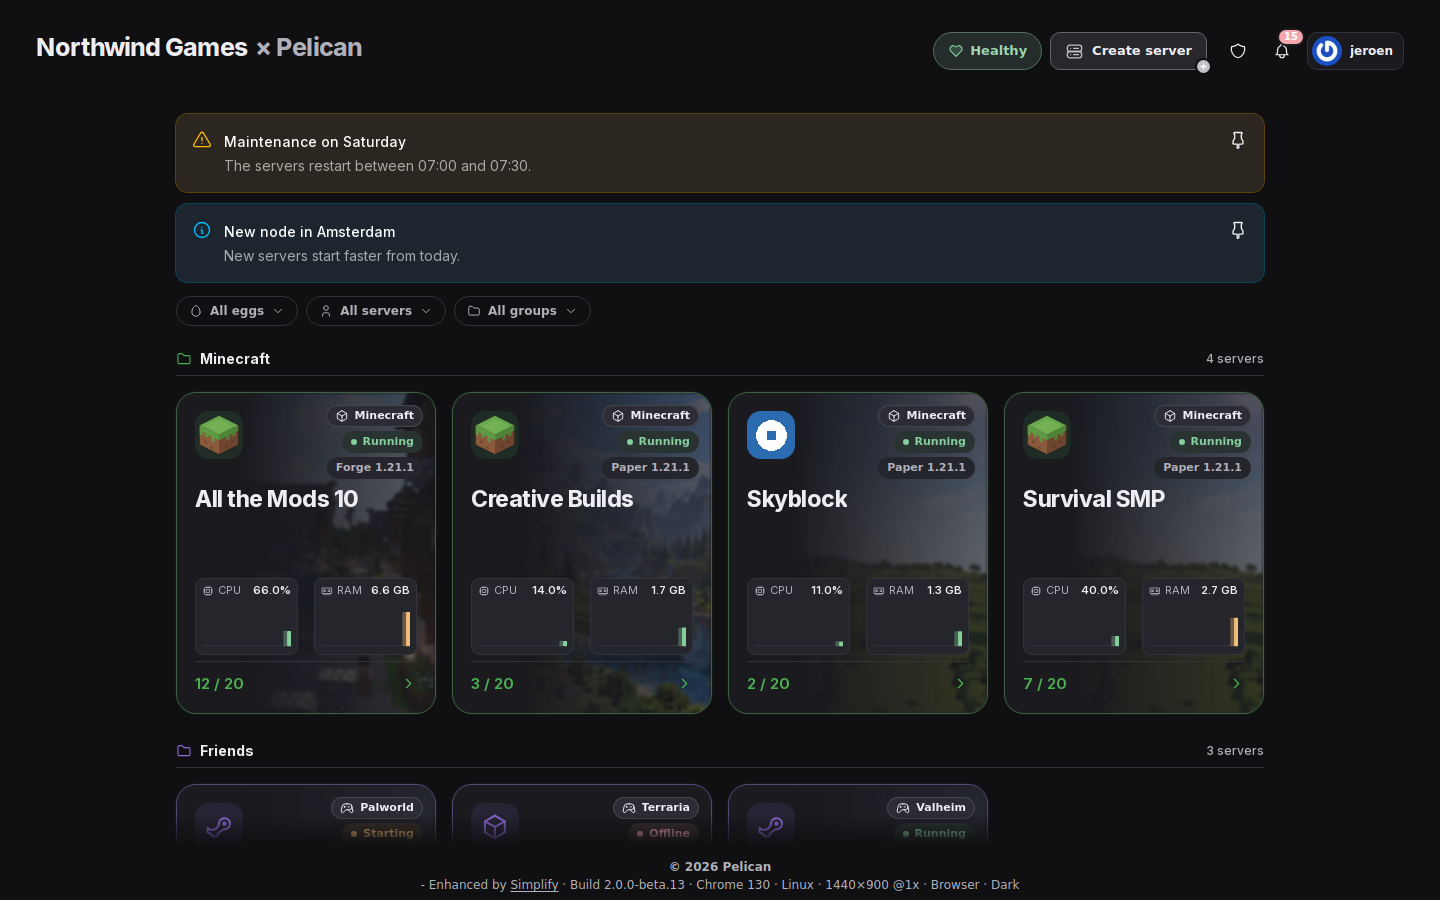 Northwind Games × Pelican
Healthy
Create server
15
jeroen
Maintenance on Saturday
The servers restart between 07:00 and 07:30.
New node in Amsterdam
New servers start faster from today.
All eggs
All servers
All groups
Minecraft
4 servers
Minecraft
Running
Forge 1.21.1
All the Mods 10
CPU 66.0%
RAM 6.6 GB
12 / 20
Minecraft
Running
Paper 1.21.1
Creative Builds
CPU 14.0%
RAM 1.7 GB
3 / 20
Minecraft
Running
Paper 1.21.1
Skyblock
CPU 11.0%
RAM 1.3 GB
2 / 20
Minecraft
Running
Paper 1.21.1
Survival SMP
CPU 40.0%
RAM 2.7 GB
7 / 20
Friends
3 servers
Palworld
Starting
Terraria
Offline
Valheim
Running
© 2026 Pelican
- Enhanced by Simplify · Build 2.0.0-beta.13 · Chrome 130 · Linux · 1440×900 @1x · Browser · Dark